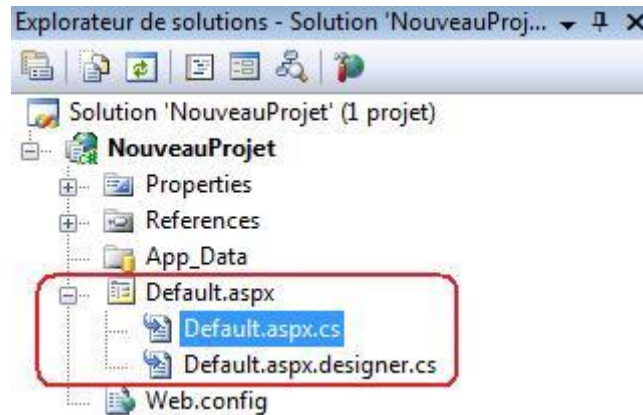 Explorateur de solutions - Solution 'NouveauProj...
Solution 'NouveauProjet' (1 projet)
NouveauProjet
Properties
References
App_Data
Default.aspx
Default.aspx.cs
Default.aspx.designer.cs
Web.config